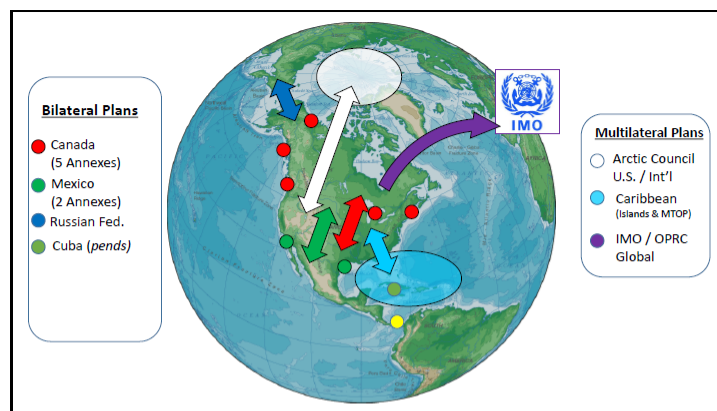 Bilateral Plans
Canada
(5 Annexes)
Mexico
(2 Annexes)
Russian Fed.
Cuba (pends)
IMO
Multilateral Plans
Arctic Council
U.S. / Int'l
Caribbean
(Islands & MTOP)
IMO / OPRC
Global